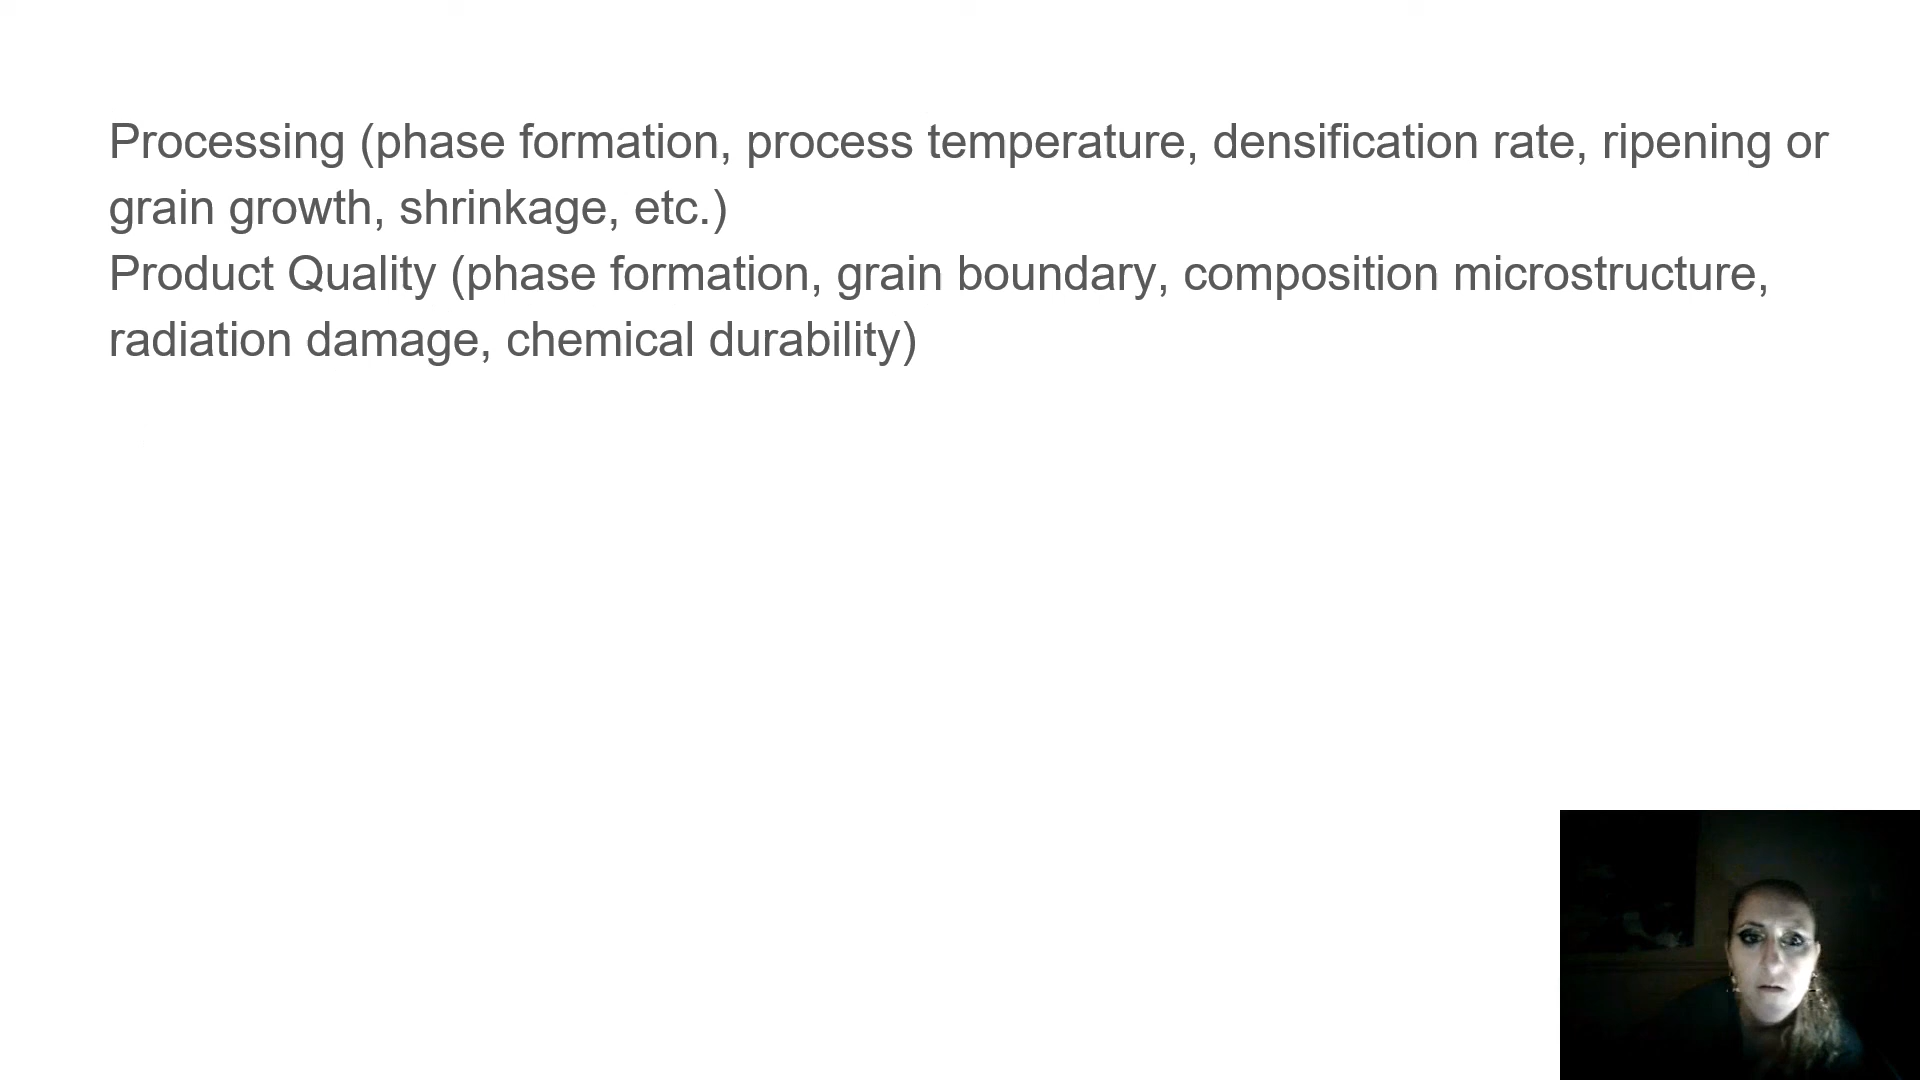 Processing (phase formation, process temperature, densification rate, ripening or
grain growth, shrinkage, etc.)
Product Quality (phase formation, grain boundary, composition microstructure,
radiation damage, chemical durability)